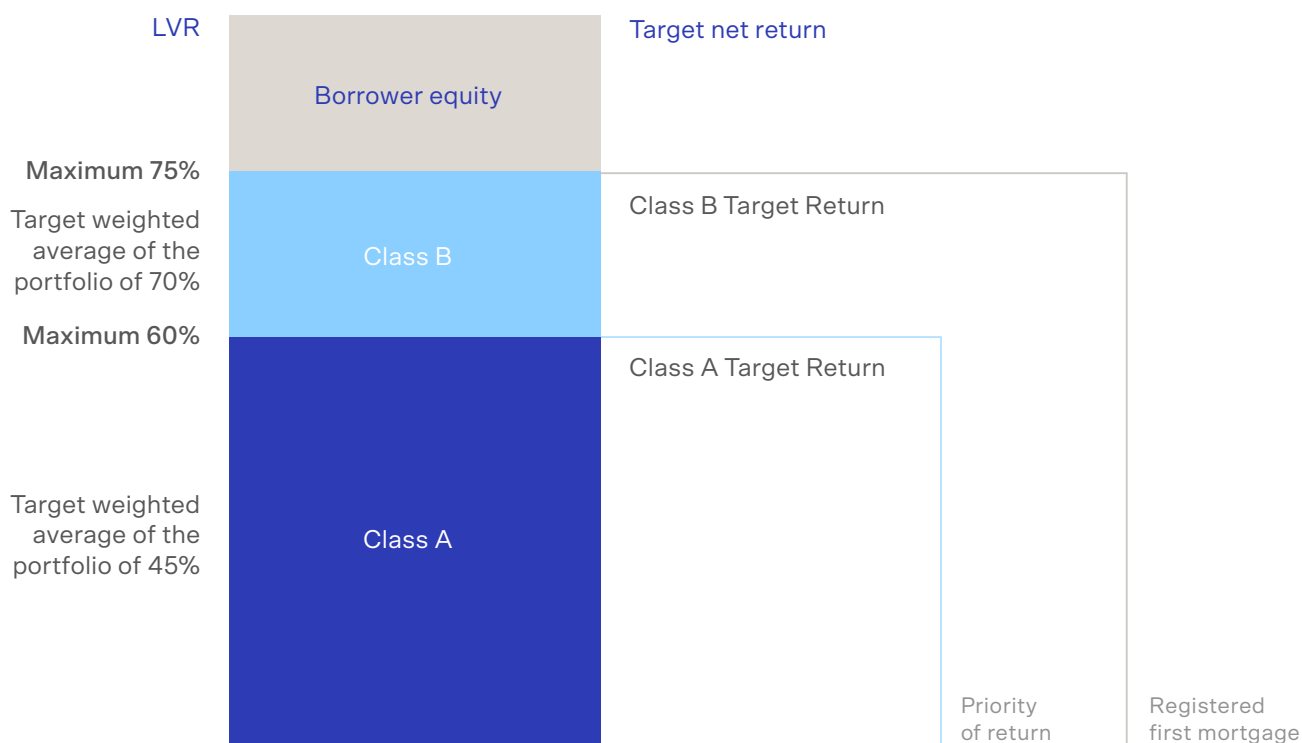 LVR
Target net return
Borrower equity
Maximum 75%
Target weighted
average of the
portfolio of 70%
Class B
Class B Target Return
Maximum 60%
Class A Target Return
Target weighted
average of the
portfolio of 45%
Class A
Priority
of return
Registered
first mortgage